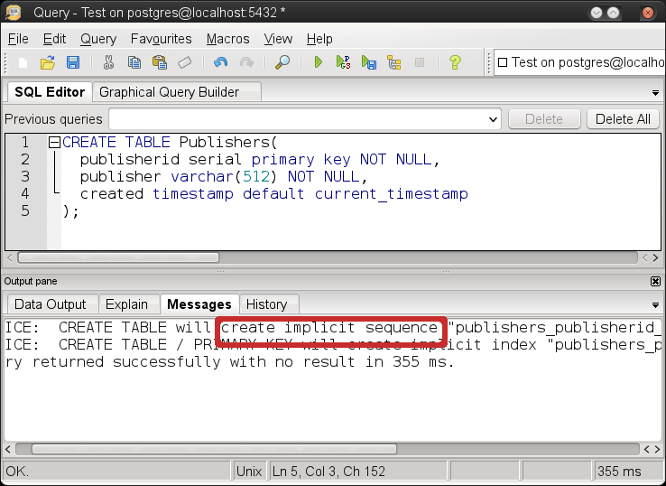 Query - Test on postgres@localhost:5432 *
File Edit Query Favourites Macros View Help
Test on postgres@localho
SQL Editor Graphical Query Builder
Previous queries Delete Delete All
1 CREATE TABLE Publishers(
2 publisherid serial primary key NOT NULL,
3 publisher varchar(512) NOT NULL,
4 created timestamp default current_timestamp
5 );
Output pane
Data Output Explain Messages History
ICE: CREATE TABLE will create implicit sequence "publishers_publisherid_
ICE: CREATE TABLE / PRIMARY KEY will create implicit index "publishers_p
ry returned successfully with no result in 355 ms.
OK. Unix Ln 5, Col 3, Ch 152 355 ms